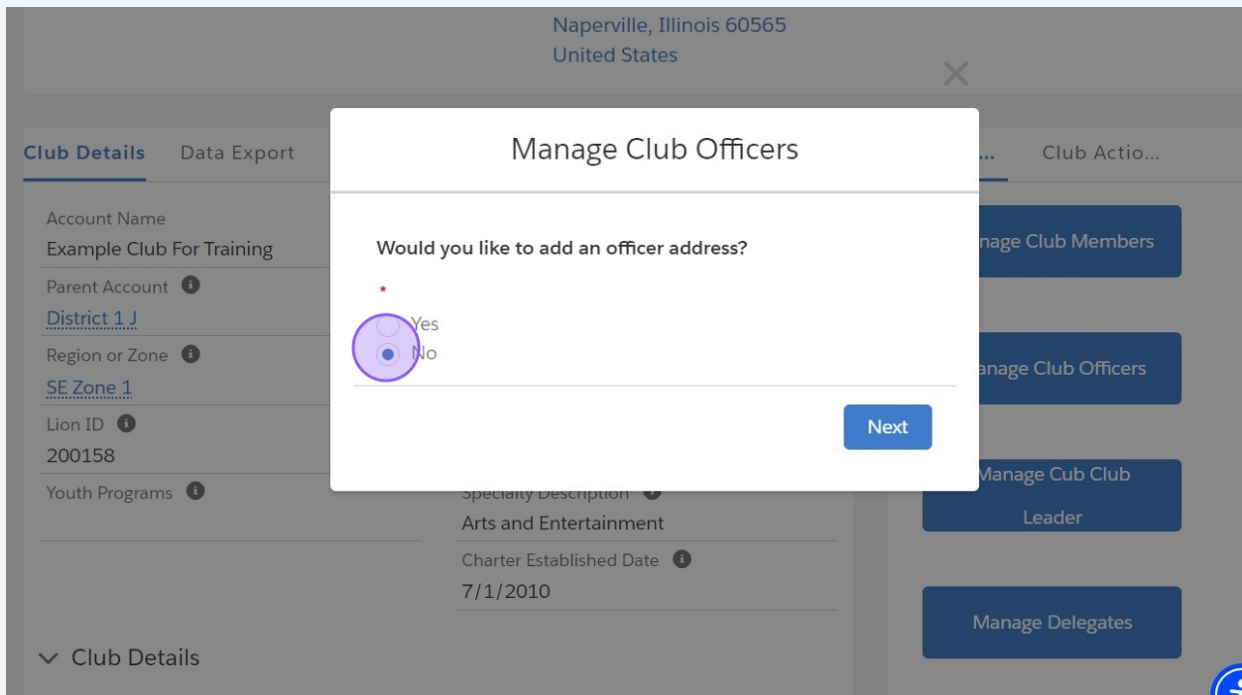 Naperville, Illinois 60565
United States
Club Details
Data Export
Manage Club Officers
...
Club Actio...
Account Name
Example Club For Training
Parent Account
District 1 J
Region or Zone
SE Zone 1
Lion ID
200158
Youth Programs
Would you like to add an officer address?
*
Yes
No
Next
Specialty Description
Arts and Entertainment
Charter Established Date
7/1/2010
Club Details
nage Club Members
anage Club Officers
Manage Cub Club
Leader
Manage Delegates